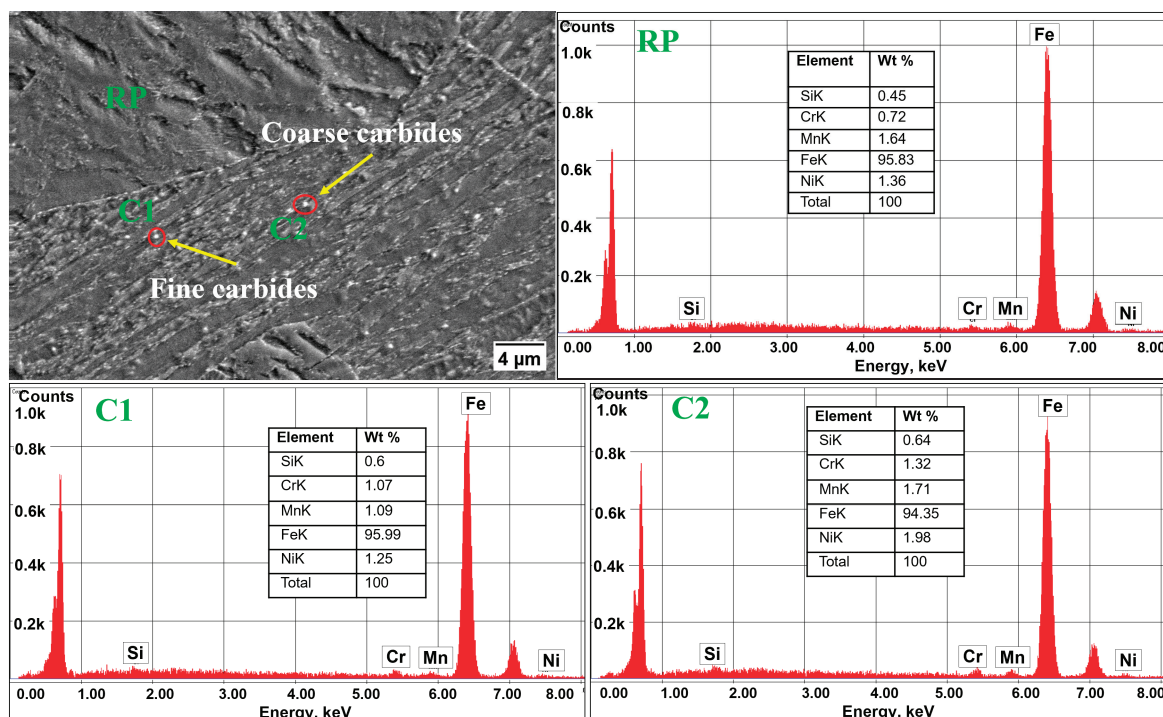 RP
Coarse carbides
C1
C2
Fine carbides
4 µm
Counts
RP
Fe
1.0k
0.8k
0.6k
0.4k
0.2k
Element Wt %
SiK 0.45
CrK 0.72
MnK 1.64
FeK 95.83
NiK 1.36
Total 100
Si
Cr
Mn
Ni
0.00 1.00 2.00 3.00 4.00 5.00 6.00 7.00 8.00
Energy, keV
Counts
C1
Fe
1.0k
0.8k
0.6k
0.4k
0.2k
Element Wt %
SiK 0.6
CrK 1.07
MnK 1.09
FeK 95.99
NiK 1.25
Total 100
Si
Cr
Mn
Ni
0.00 1.00 2.00 3.00 4.00 5.00 6.00 7.00 8.00
Energy, keV
Counts
C2
Fe
1.0k
0.8k
0.6k
0.4k
0.2k
Element Wt %
SiK 0.64
CrK 1.32
MnK 1.71
FeK 94.35
NiK 1.98
Total 100
Si
Cr
Mn
Ni
0.00 1.00 2.00 3.00 4.00 5.00 6.00 7.00 8.00
Energy, keV